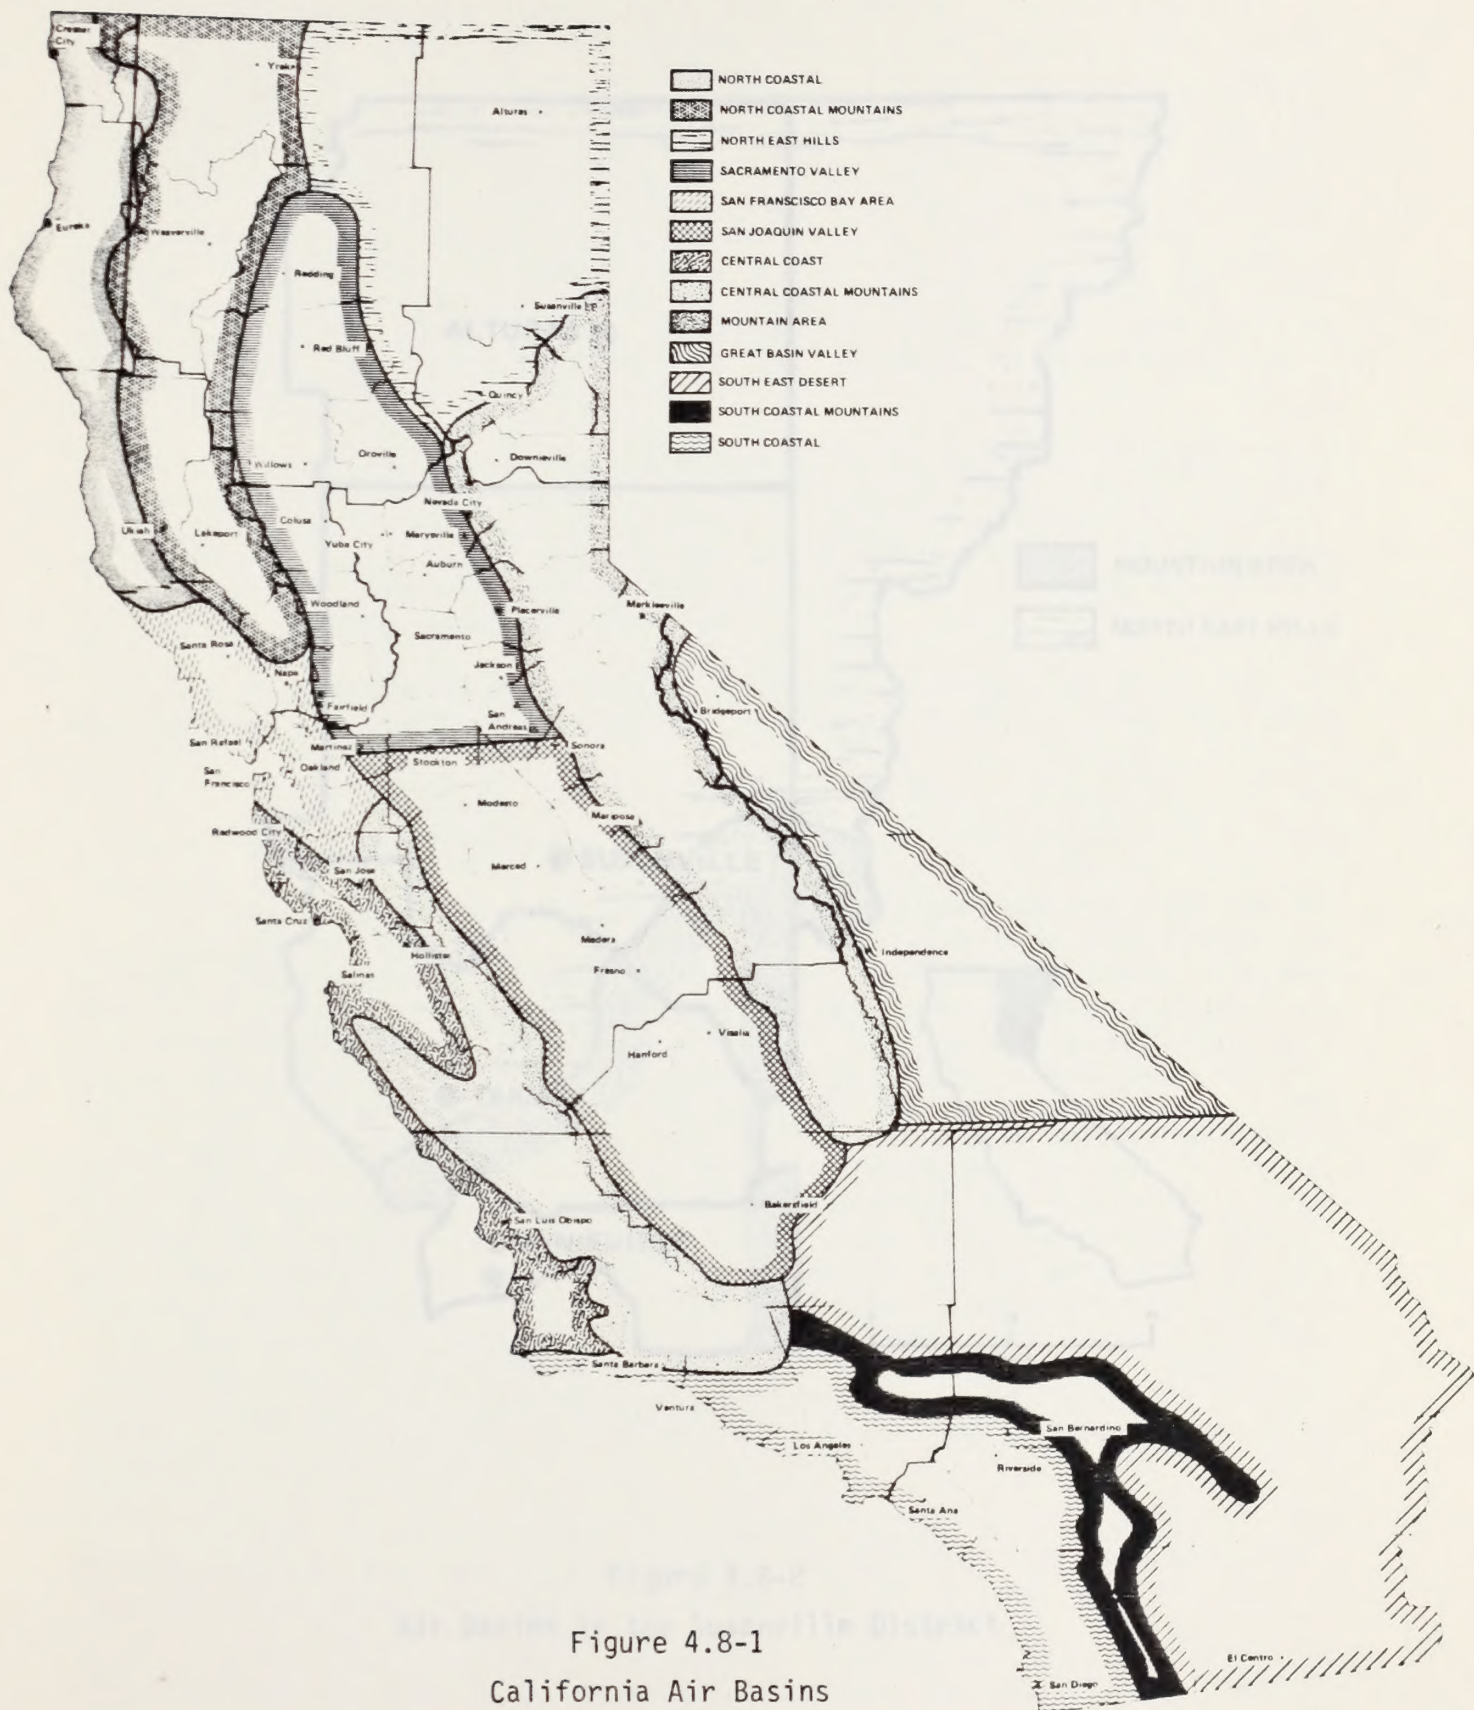 Crescent
City
Yreka
Alturas
Eureka
Weaverville
Redding
Susanville
Red Bluff
Quincy
Willows
Oroville
Downieville
Nevada City
Ukiah
Lakeport
Colusa
Yuba City
Marysville
Auburn
Woodland
Placerville
Markleeville
Santa Rosa
Sacramento
Napa
Jackson
Fairfield
San
Andreas
Bridgeport
San Rafael
Martinez
Stockton
Sonora
San
Francisco
Oakland
Modesto
Mariposa
Redwood City
San Jose
Merced
Santa Cruz
Hollister
Madera
Independence
Salinas
Fresno
Visalia
Hanford
Bakersfield
San Luis Obispo
Santa Barbara
Ventura
Los Angeles
San Bernardino
Riverside
Santa Ana
El Centro
San Diego
NORTH COASTAL
NORTH COASTAL MOUNTAINS
NORTH EAST HILLS
SACRAMENTO VALLEY
SAN FRANSCISCO BAY AREA
SAN JOAQUIN VALLEY
CENTRAL COAST
CENTRAL COASTAL MOUNTAINS
MOUNTAIN AREA
GREAT BASIN VALLEY
SOUTH EAST DESERT
SOUTH COASTAL MOUNTAINS
SOUTH COASTAL
Figure 4.8-1
California Air Basins